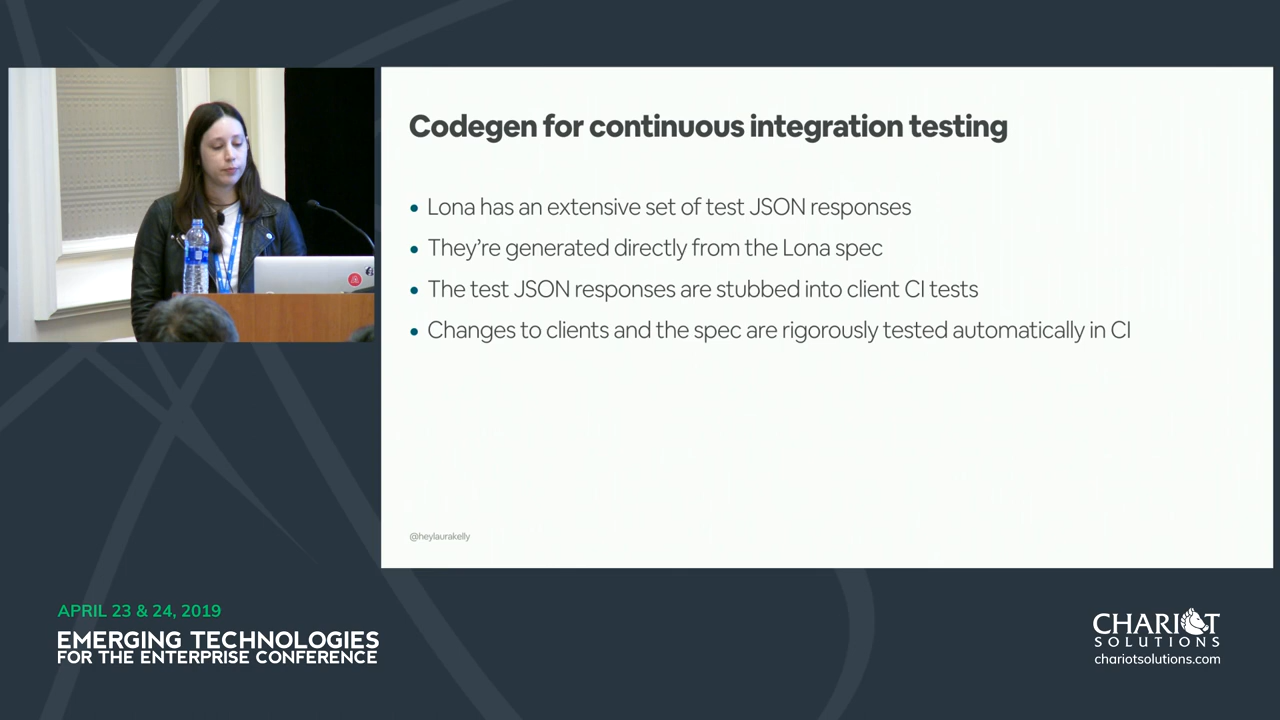 Codegen for continuous integration testing
• Lona has an extensive set of test JSON responses
• They're generated directly from the Lona spec
• The test JSON responses are stubbed into client CI tests
• Changes to clients and the spec are rigorously tested automatically in CI
@heylaurakelly
APRIL 23 & 24, 2019
EMERGING TECHNOLOGIES
FOR THE ENTERPRISE CONFERENCE
CHARIOT
SOLUTIONS
chariotsolutions.com